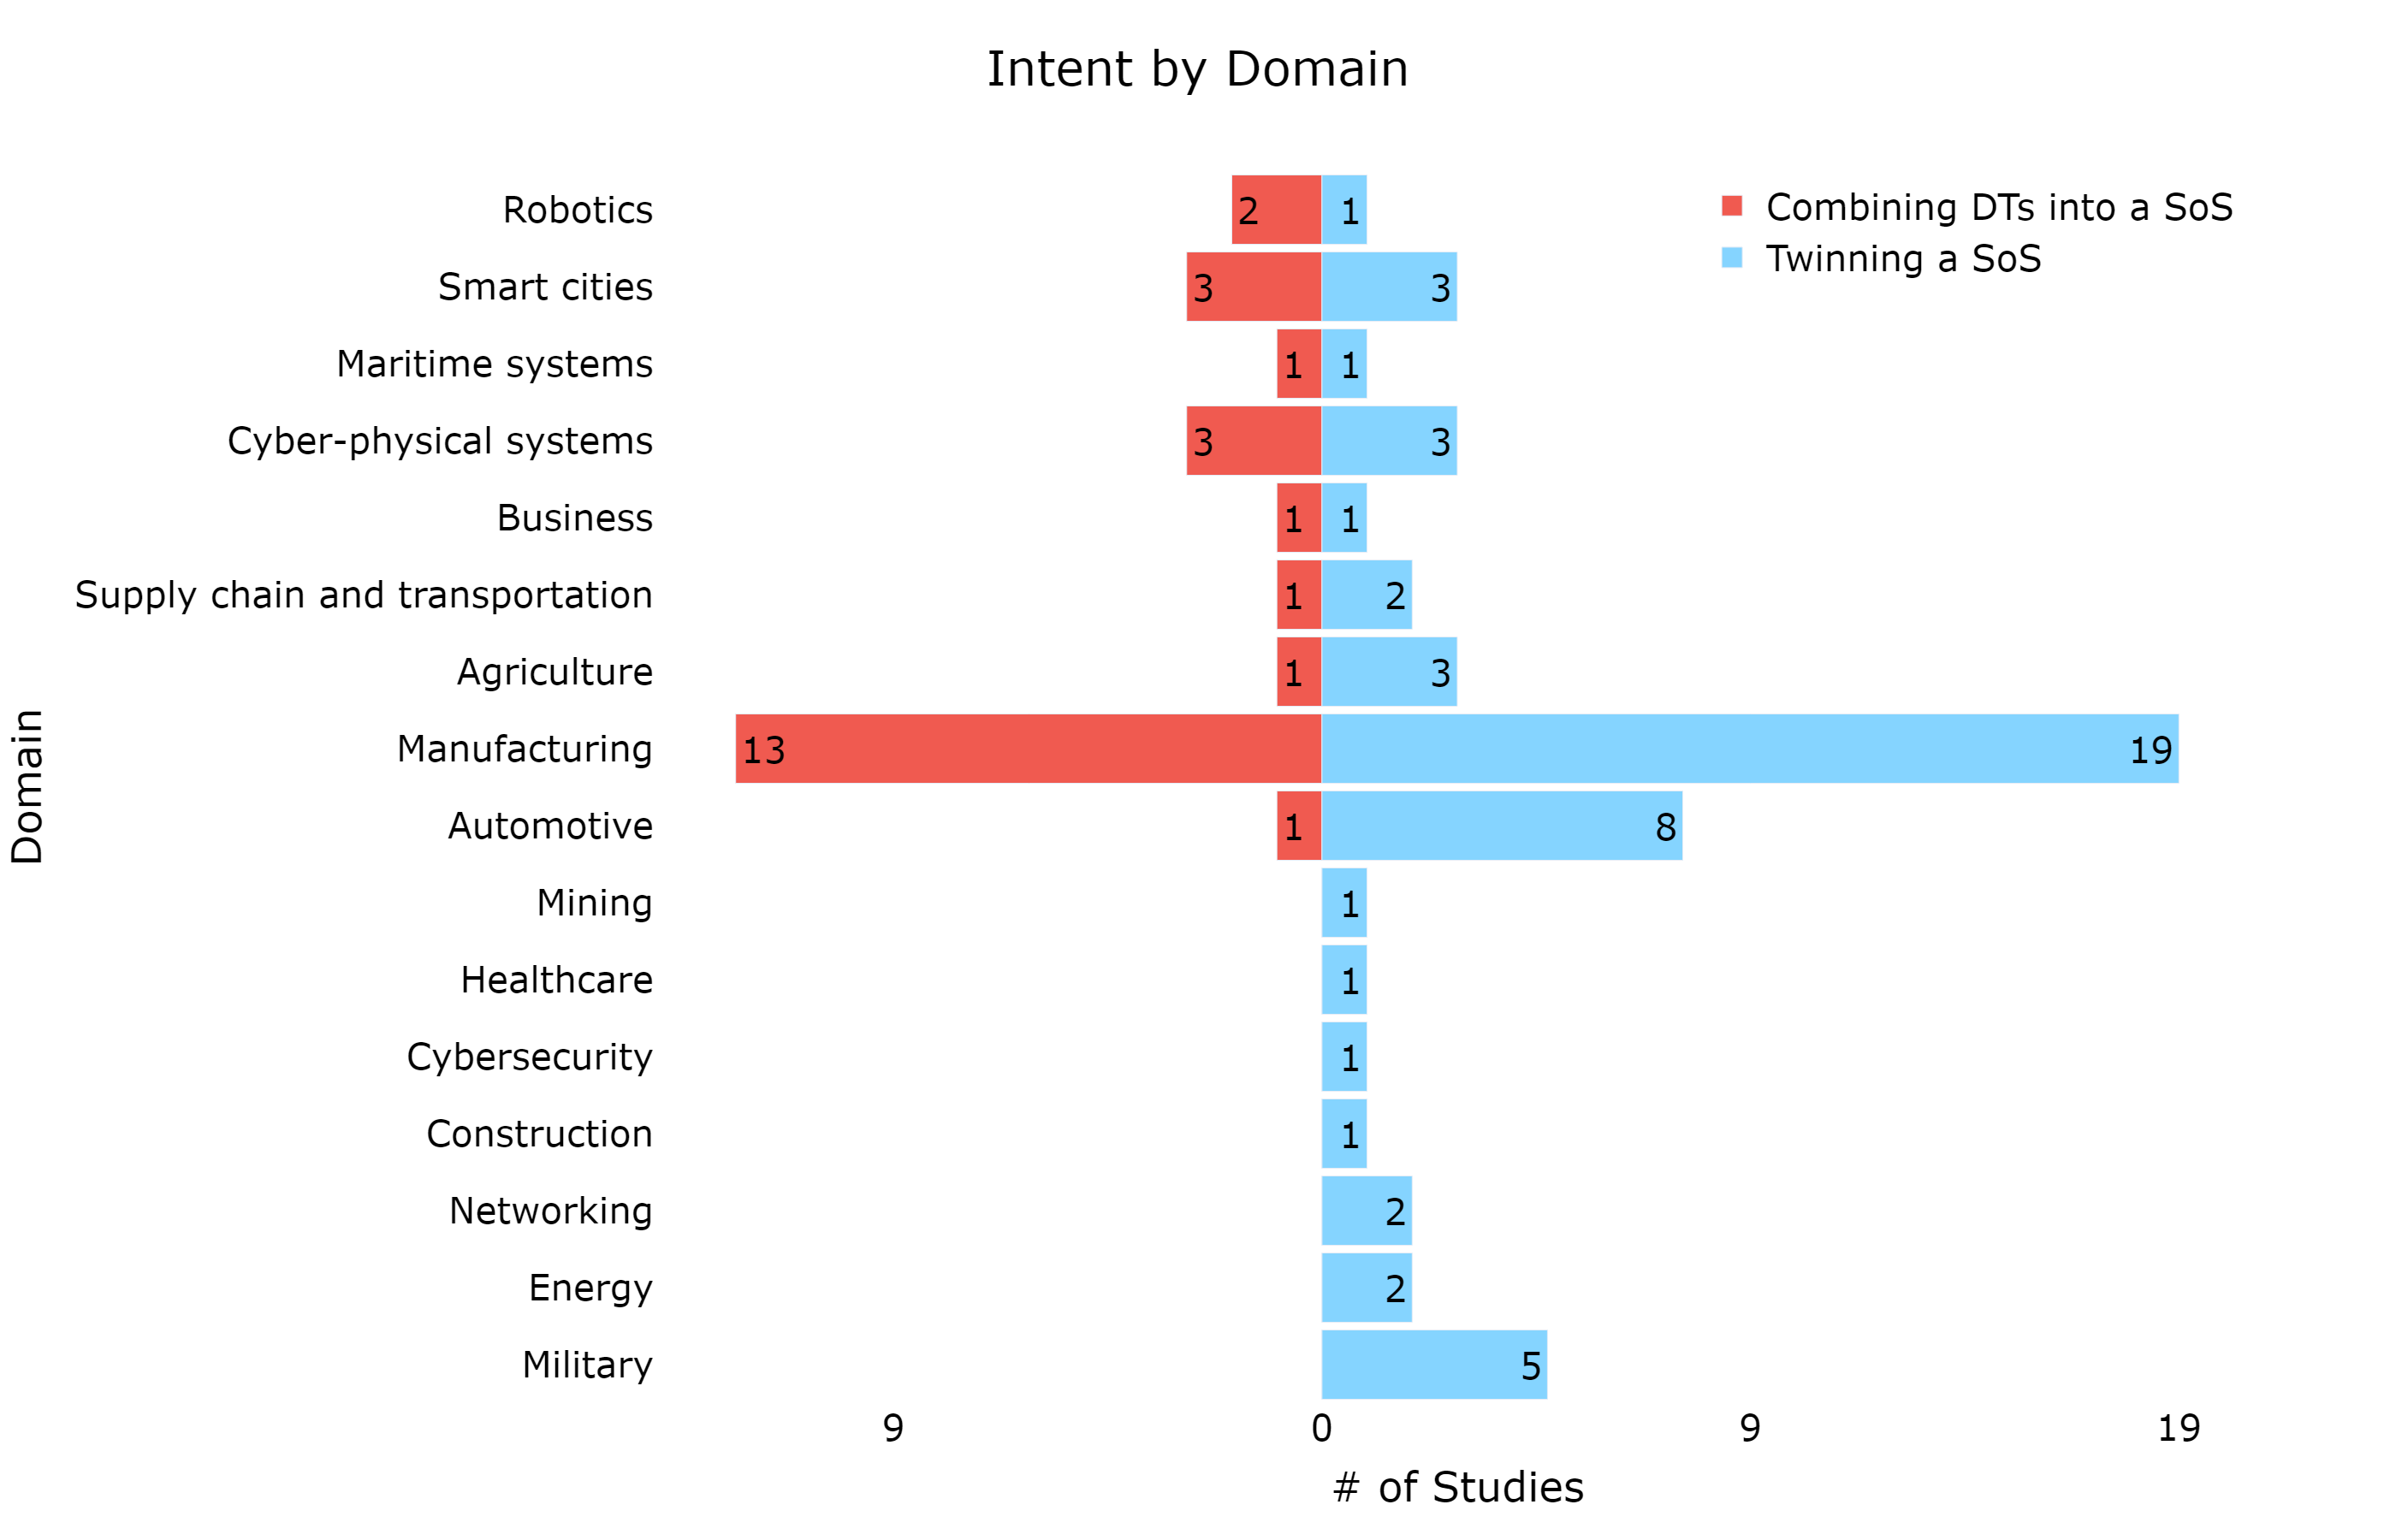 Intent by Domain
Combining DTs into a SoS
Twinning a SoS
Robotics 2 1
Smart cities 3 3
Maritime systems 1 1
Cyber-physical systems 3 3
Business 1 1
Supply chain and transportation 1 2
Agriculture 1 3
Manufacturing 13 19
Automotive 1 8
Mining 1
Healthcare 1
Cybersecurity 1
Construction 1
Networking 2
Energy 2
Military 5
Domain
9 0 9 19
# of Studies